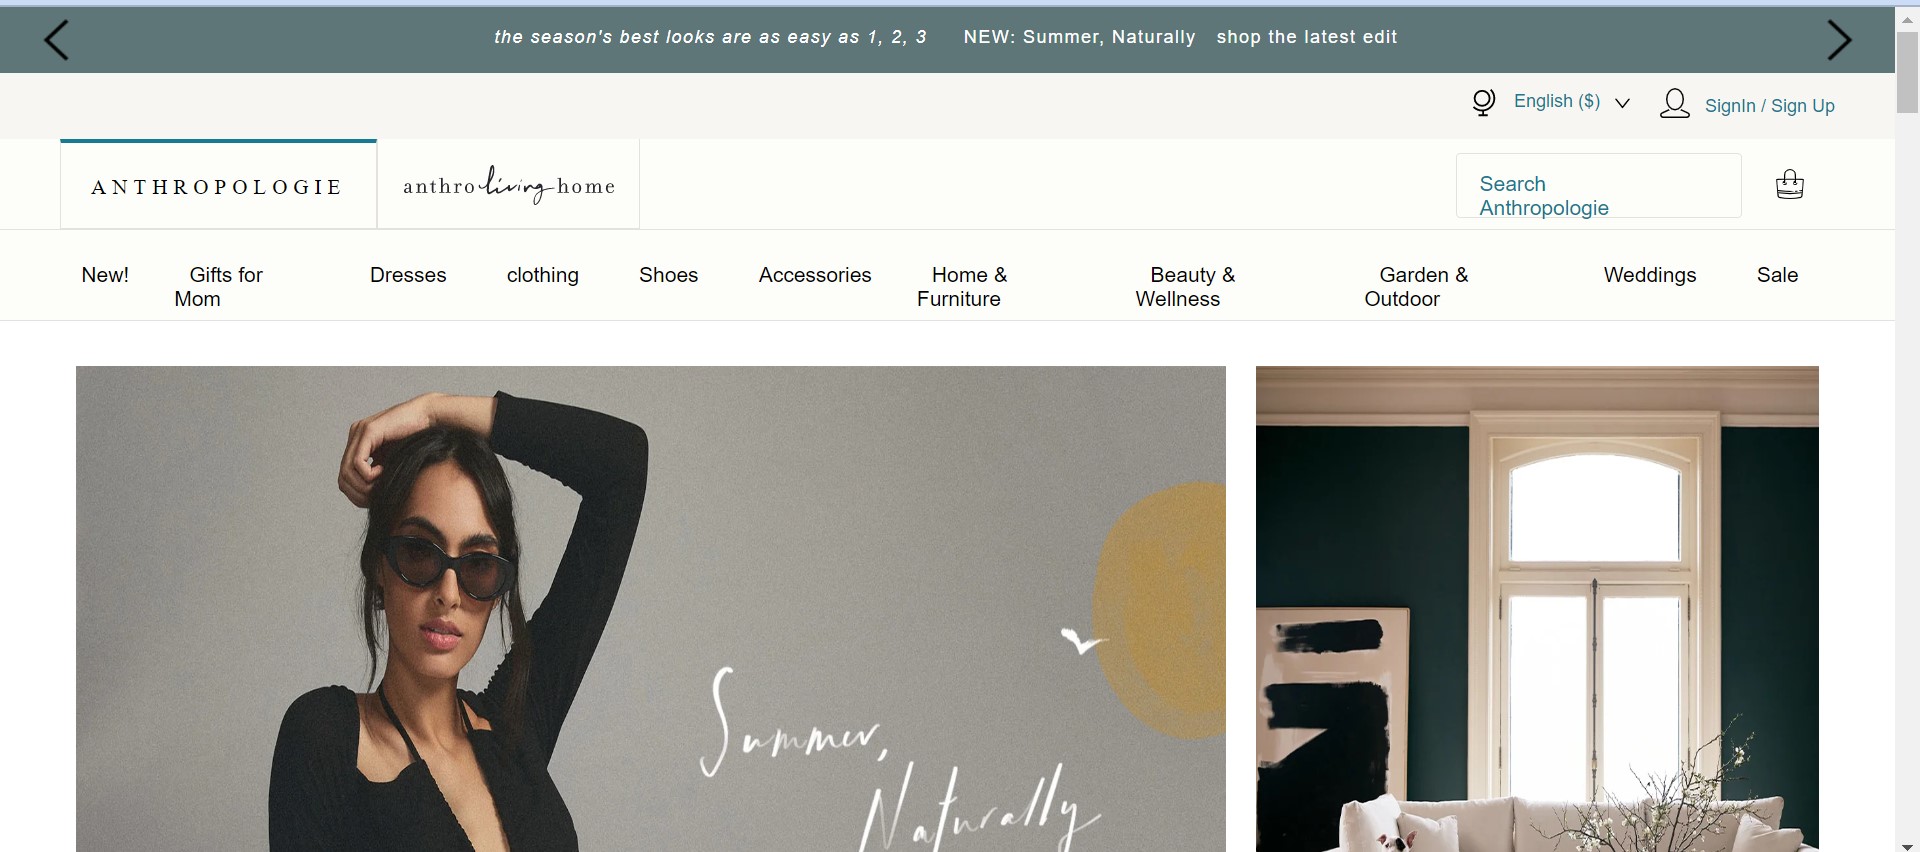 the season's best looks are as easy as 1, 2, 3 NEW: Summer, Naturally shop the latest edit
English ($)
SignIn / Sign Up
ANTHROPOLOGIE
anthro living home
Search
Anthropologie
New!
Gifts for
Mom
Dresses
clothing
Shoes
Accessories
Home &
Furniture
Beauty &
Wellness
Garden &
Outdoor
Weddings
Sale
Summer,
Naturally